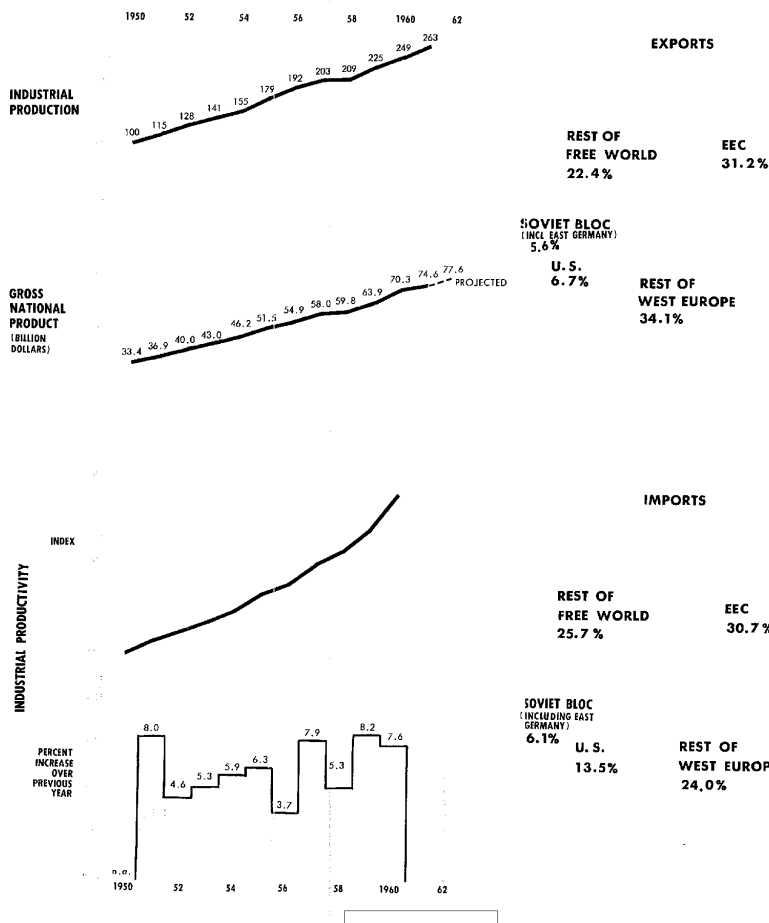 1950 52 54 56 58 1960 62
INDUSTRIAL
PRODUCTION
100 115 128 141 155 179 192 203 209 225 249 263
GROSS
NATIONAL
PRODUCT
(BILLION
DOLLARS)
33.4 36.9 40.0 43.0 46.2 51.5 54.9 58.0 59.8 63.9 70.3 74.6 77.6
PROJECTED
INDUSTRIAL PRODUCTIVITY
INDEX
PERCENT
INCREASE
OVER
PREVIOUS
YEAR
n.a. 8.0 4.6 5.3 5.9 6.3 3.7 7.9 5.3 8.2 7.6
1950 52 54 56 58 1960 62
EXPORTS
REST OF
FREE WORLD
22.4%
EEC
31.2%
SOVIET BLOC
(INCL EAST GERMANY)
5.6%
U.S.
6.7%
REST OF
WEST EUROPE
34.1%
IMPORTS
REST OF
FREE WORLD
25.7%
EEC
30.7%
SOVIET BLOC
(INCLUDING EAST
GERMANY)
6.1%
U.S.
13.5%
REST OF
WEST EUROP
24.0%